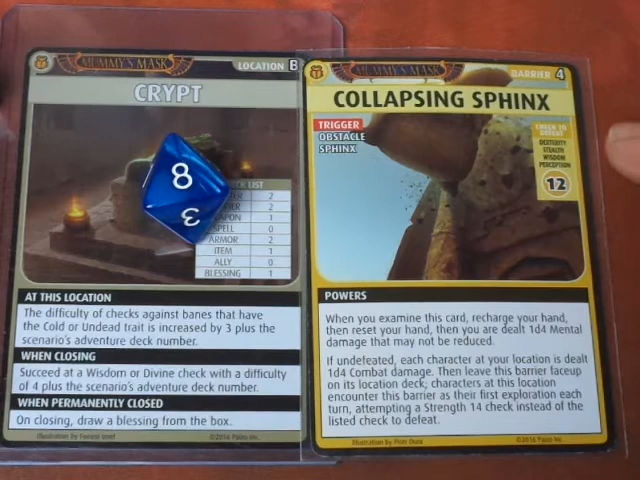 MUMMY'S MASK
LOCATION B
CRYPT
8
3
CK LIST
2
2
1
SPELL 0
ARMOR 2
ITEM 1
ALLY 0
BLESSING 1
AT THIS LOCATION
The difficulty of checks against banes that have
the Cold or Undead trait is increased by 3 plus the
scenario's adventure deck number.
WHEN CLOSING
Succeed at a Wisdom or Divine check with a difficulty
of 4 plus the scenario's adventure deck number.
WHEN PERMANENTLY CLOSED
On closing, draw a blessing from the box.
©2016 Paizo Inc.
MUMMY'S MASK
BARRIER 4
COLLAPSING SPHINX
TRIGGER
OBSTACLE
SPHINX
CHECK TO
DEFEAT
DEXTERITY
STEALTH
WISDOM
PERCEPTION
12
POWERS
When you examine this card, recharge your hand,
then reset your hand, then you are dealt 1d4 Mental
damage that may not be reduced.
If undefeated, each character at your location is dealt
1d4 Combat damage. Then leave this barrier faceup
on its location deck; characters at this location
encounter this barrier as their first exploration each
turn, attempting a Strength 14 check instead of the
listed check to defeat.
©2016 Paizo Inc.